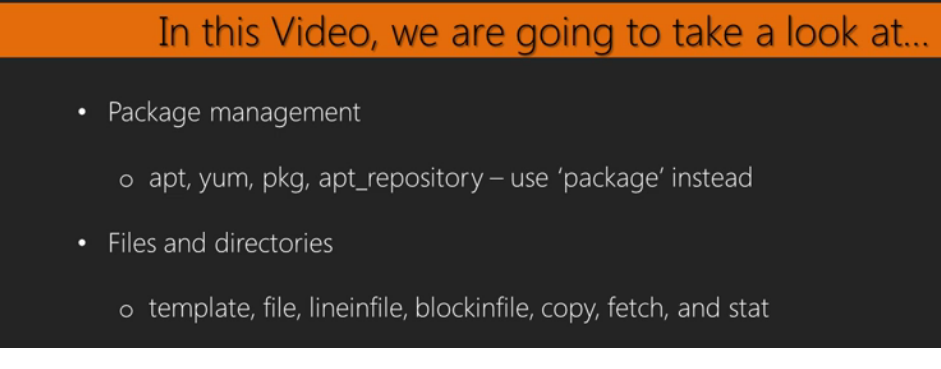 In this Video, we are going to take a look at...
• Package management
o apt, yum, pkg, apt_repository – use ‘package’ instead
• Files and directories
o template, file, lineinfile, blockinfile, copy, fetch, and stat